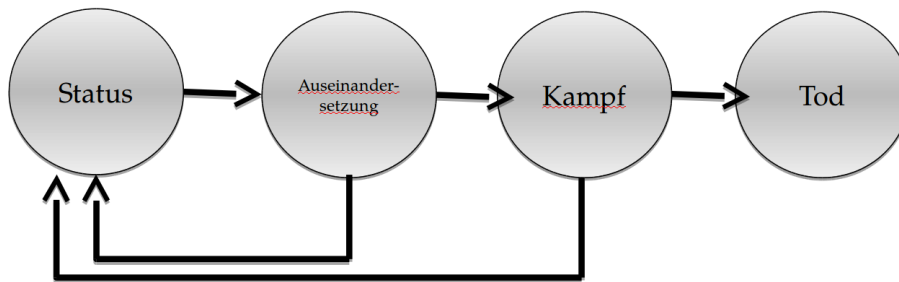 Status
Auseinander-
setzung
Kampf
Tod